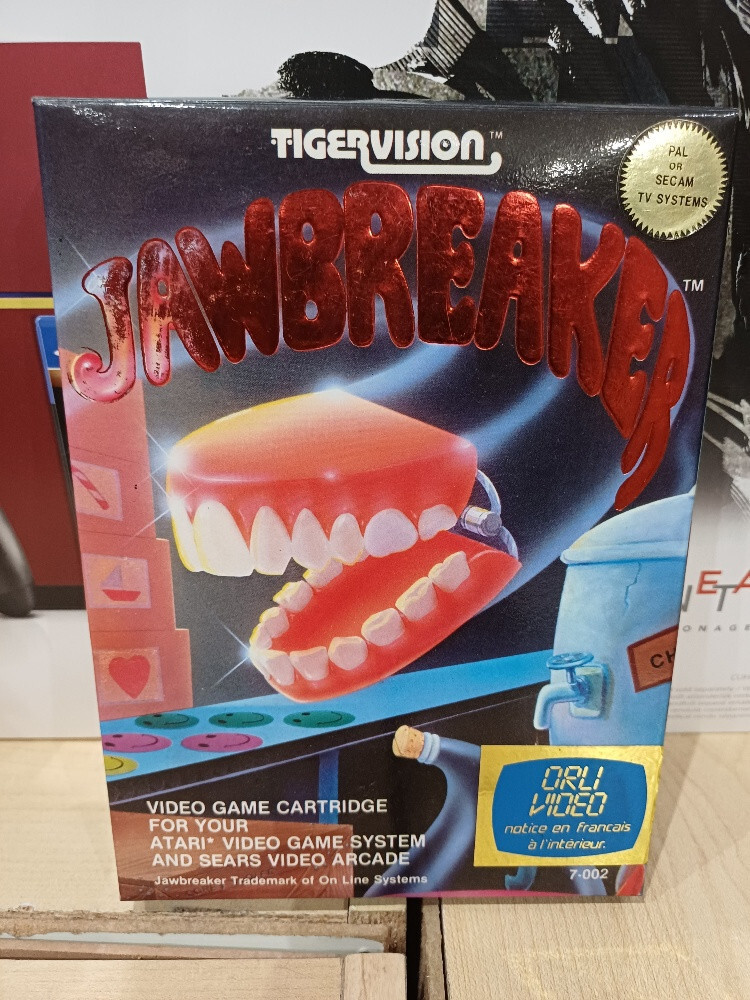 TIGERVISION™
PAL
OR
SECAM
TV SYSTEMS
JAWBREAKER™
CH
VIDEO GAME CARTRIDGE
FOR YOUR
ATARI* VIDEO GAME SYSTEM
AND SEARS VIDEO ARCADE
Jawbreaker Trademark of On Line Systems
ORLI
VIDEO
notice en francais
à l'intérieur.
7-002